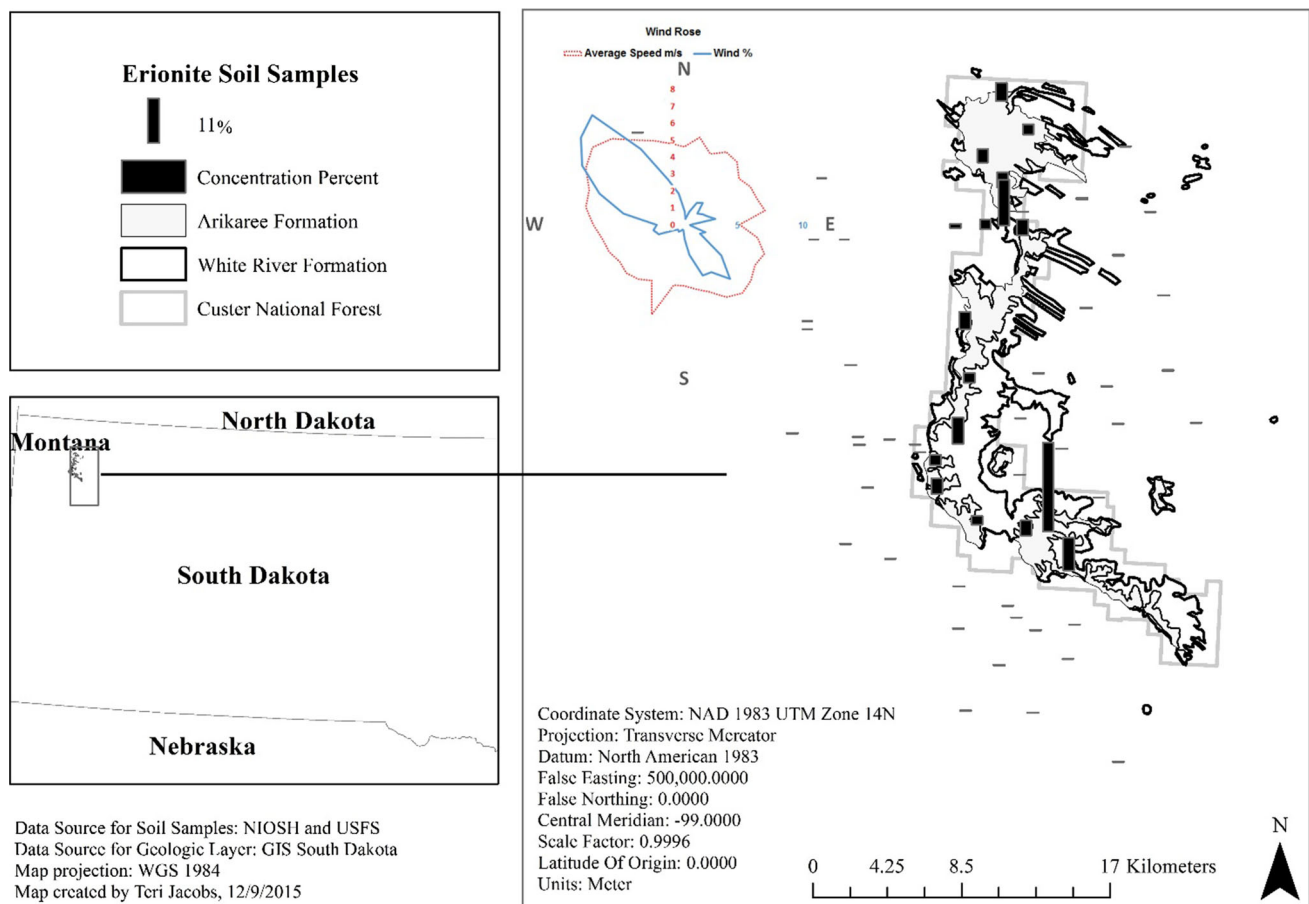 Erionite Soil Samples
11%
Concentration Percent
Arikaree Formation
White River Formation
Custer National Forest
North Dakota
Montana
South Dakota
Nebraska
Data Source for Soil Samples: NIOSH and USFS
Data Source for Geologic Layer: GIS South Dakota
Map projection: WGS 1984
Map created by Teri Jacobs, 12/9/2015
Wind Rose
Average Speed m/s Wind %
N
8
7
6
5
4
3
2
1
W 0 5 10 E
S
Coordinate System: NAD 1983 UTM Zone 14N
Projection: Transverse Mercator
Datum: North American 1983
False Easting: 500,000.0000
False Northing: 0.0000
Central Meridian: -99.0000
Scale Factor: 0.9996
Latitude Of Origin: 0.0000
Units: Meter
0 4.25 8.5 17 Kilometers
N